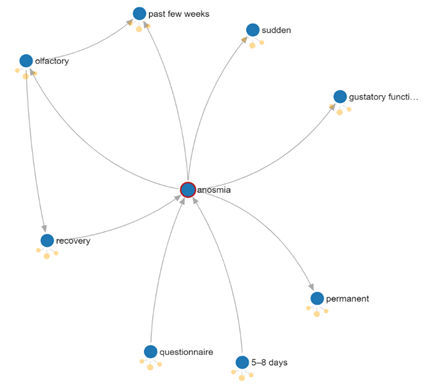 past few weeks
sudden
olfactory
gustatory functi...
anosmia
recovery
permanent
questionnaire
5–8 days